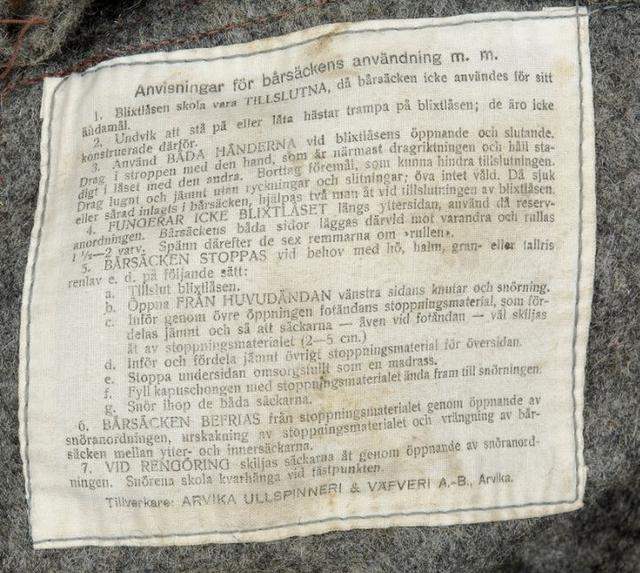 Anvisningar för bårsäckens användning m. m.
1. Blixtlåsen skola vara TILLSLUTNA, då bårsäcken icke användes för sitt
ändamål.
2. Undvik att stå på eller låta hästar trampa på blixtlåsen; de äro icke
konstruerade därför.
3. Använd BÅDA HÄNDERNA vid blixtlåsens öppnande och slutande.
Drag i stroppen med den hand, som är närmast dragriktningen och håll sta-
digt i låset med den andra. Borttag föremål, som kunna hindra tillslutningen.
Drag lugnt och jämnt utan ryckningar och slitningar; öva inte våld. Då sjuk
eller sårad inlagts i bårsäcken, hjälpas två man åt vid tillslutningen av blixtlåsen.
4. FUNGERAR ICKE BLIXTLÅSET längs yttersidan, använd då reserv-
anordningen. Bårsäckens båda sidor läggas därvid mot varandra och rullas
1 ½—2 varv. Spänn därefter de sex remmarna om »rullen».
5. BÅRSÄCKEN STOPPAS vid behov med hö, halm, gran- eller tallris
renlav e. d. på följande sätt:
a. Tillslut blixtlåsen.
b. Öppna FRÅN HUVUDÄNDAN vänstra sidans knutar och snörning.
c. Inför genom övre öppningen fotändans stoppningsmaterial, som för-
delas jämnt och så att säckarna — även vid fotändan — väl skiljas
åt av stoppningsmaterialet (2—5 cm.)
d. Inför och fördela jämnt övrigt stoppningsmaterial för översidan.
e. Stoppa undersidan omsorgsfullt som en madrass.
f. Fyll kapuschongen med stoppningsmaterialet ända fram till snörningen.
g. Snör ihop de båda säckarna.
6. BÅRSÄCKEN BEFRIAS från stoppningsmaterialet genom öppnande av
snöranordningen, urskakning av stoppningsmaterialet och vrängning av bår-
säcken mellan ytter- och innersäckarna.
7. VID RENGÖRING skiljas säckarna åt genom öppnande av snöranord-
ningen. Snörena skola kvarhänga vid fästpunkten.
Tillverkare: ARVIKA ULLSPINNERI & VÄFVERI A.-B., Arvika.